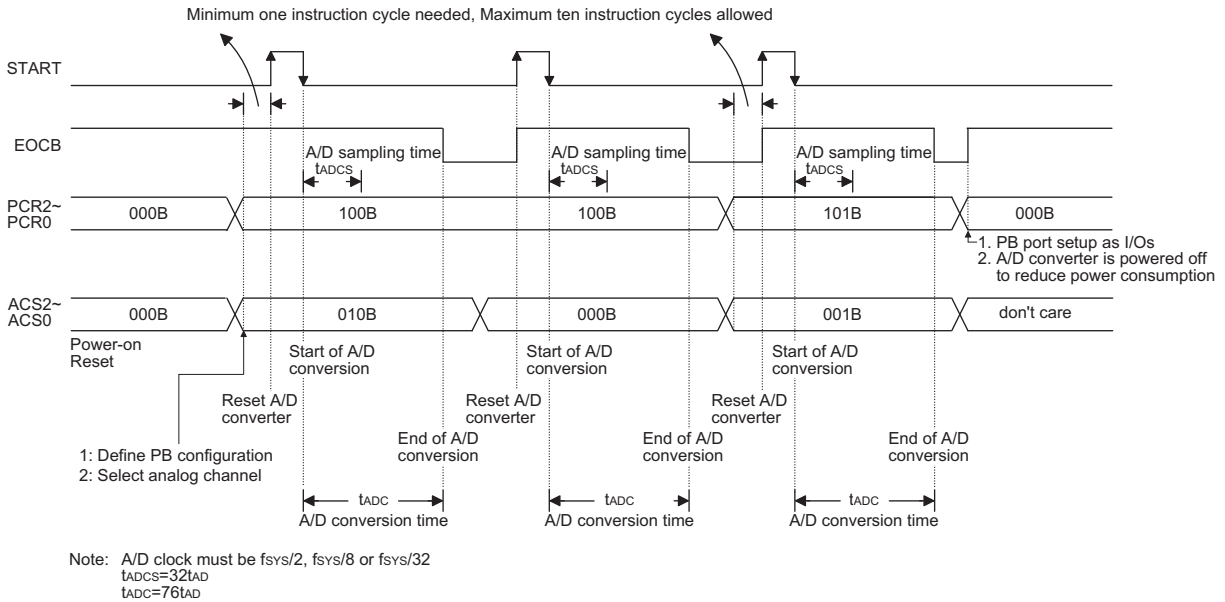 Minimum one instruction cycle needed, Maximum ten instruction cycles allowed
START
EOCB
A/D sampling time
tADCS
A/D sampling time
tADCS
A/D sampling time
tADCS
PCR2~
PCR0
000B
100B
100B
101B
000B
1. PB port setup as I/Os
2. A/D converter is powered off
to reduce power consumption
ACS2~
ACS0
000B
010B
000B
001B
don't care
Power-on
Reset
Start of A/D
conversion
Start of A/D
conversion
Start of A/D
conversion
Reset A/D
converter
Reset A/D
converter
Reset A/D
converter
1: Define PB configuration
2: Select analog channel
End of A/D
conversion
End of A/D
conversion
End of A/D
conversion
tADC
A/D conversion time
tADC
A/D conversion time
tADC
A/D conversion time
Note: A/D clock must be fSYS/2, fSYS/8 or fSYS/32
tADCS=32tAD
tADC=76tAD